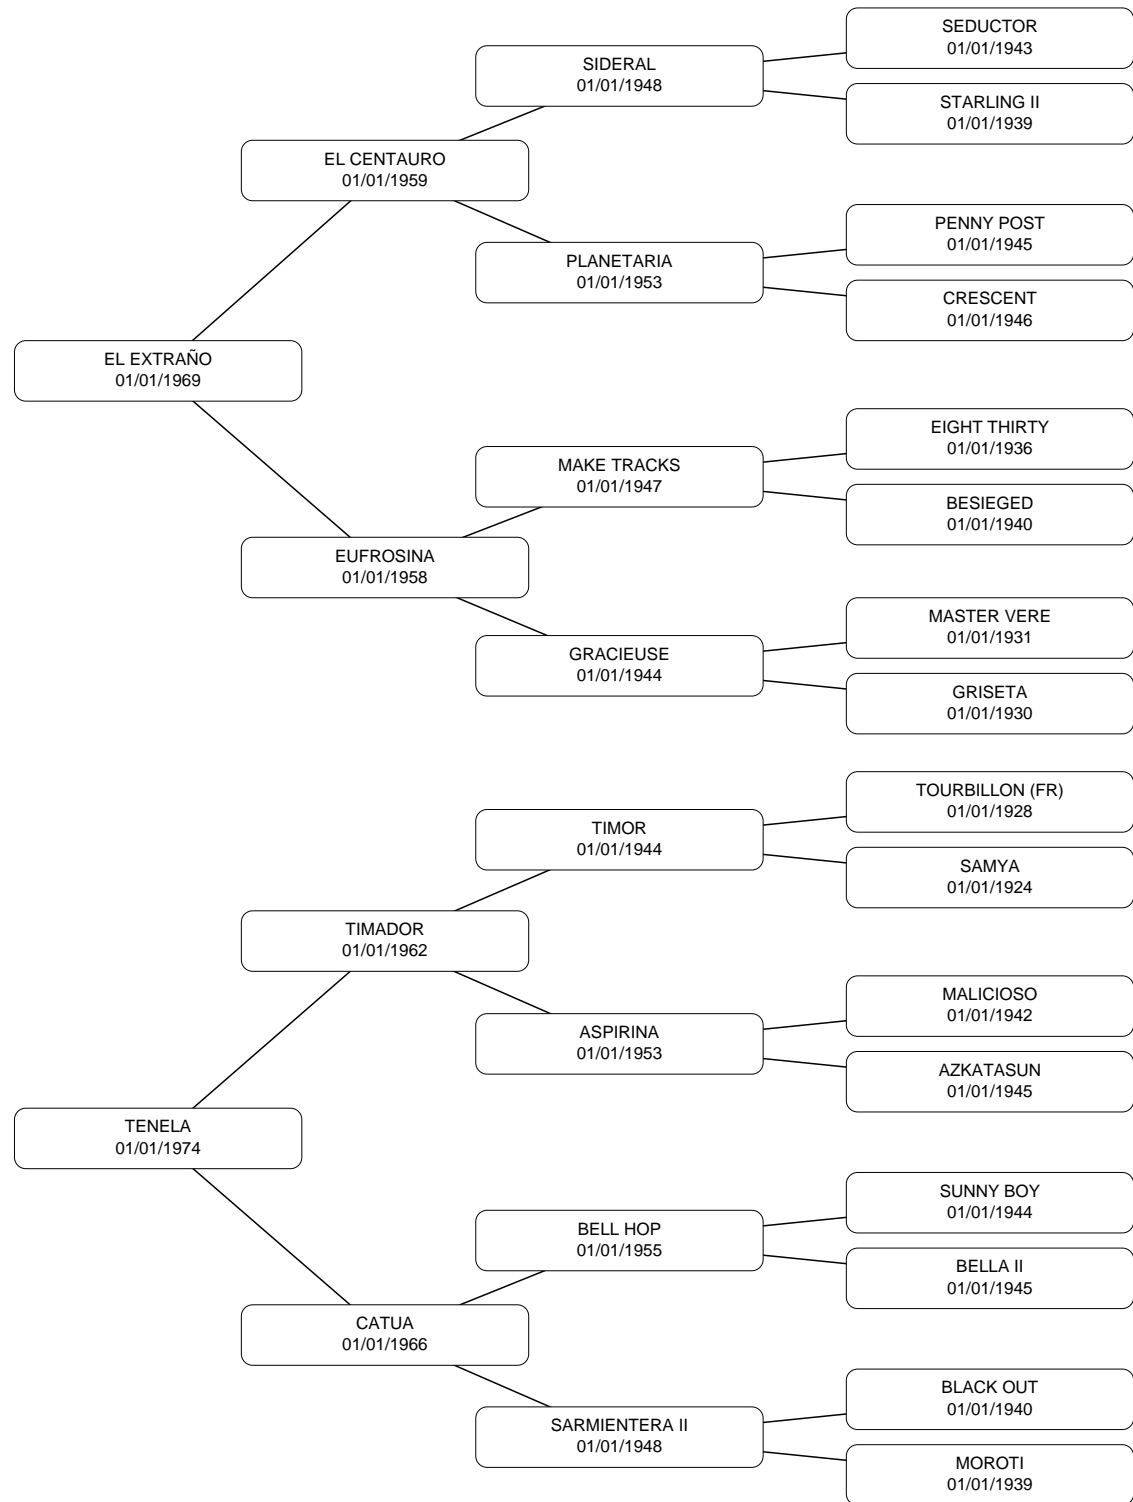 SEDUCTOR
01/01/1943
SIDERAL
01/01/1948
STARLING II
01/01/1939
EL CENTAURO
01/01/1959
PENNY POST
01/01/1945
PLANETARIA
01/01/1953
CRESCENT
01/01/1946
EL EXTRAÑO
01/01/1969
EIGHT THIRTY
01/01/1936
MAKE TRACKS
01/01/1947
BESIEGED
01/01/1940
EUFROSINA
01/01/1958
MASTER VERE
01/01/1931
GRACIEUSE
01/01/1944
GRISETA
01/01/1930
TOURBILLON (FR)
01/01/1928
TIMOR
01/01/1944
SAMYA
01/01/1924
TIMADOR
01/01/1962
MALICIOSO
01/01/1942
ASPIRINA
01/01/1953
AZKATASUN
01/01/1945
TENELA
01/01/1974
SUNNY BOY
01/01/1944
BELL HOP
01/01/1955
BELLA II
01/01/1945
CATUA
01/01/1966
BLACK OUT
01/01/1940
SARMIENTERA II
01/01/1948
MOROTI
01/01/1939